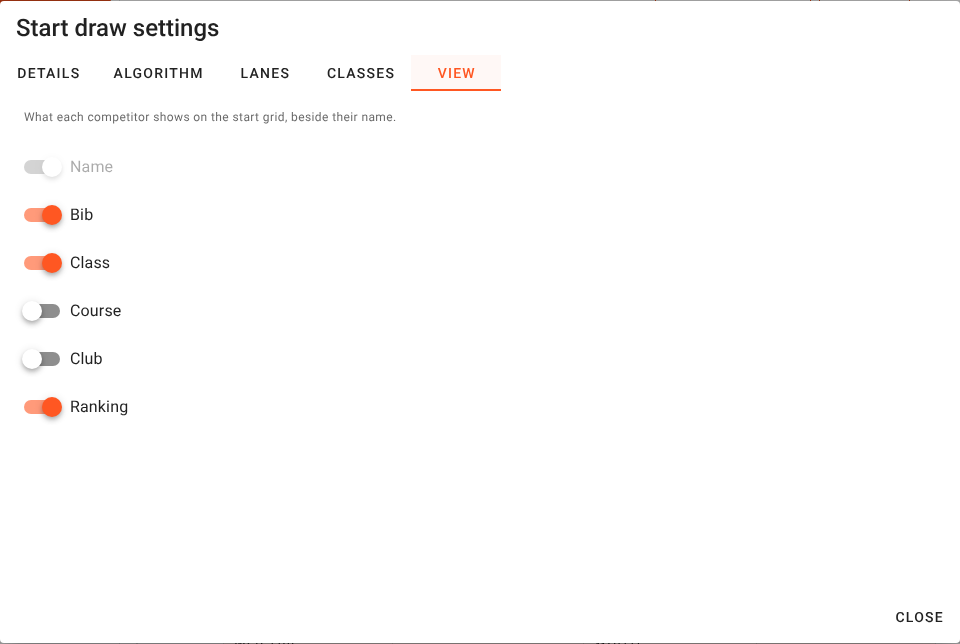 Start draw settings
DETAILS ALGORITHM LANES CLASSES VIEW
What each competitor shows on the start grid, beside their name.
Name
Bib
Class
Course
Club
Ranking
CLOSE